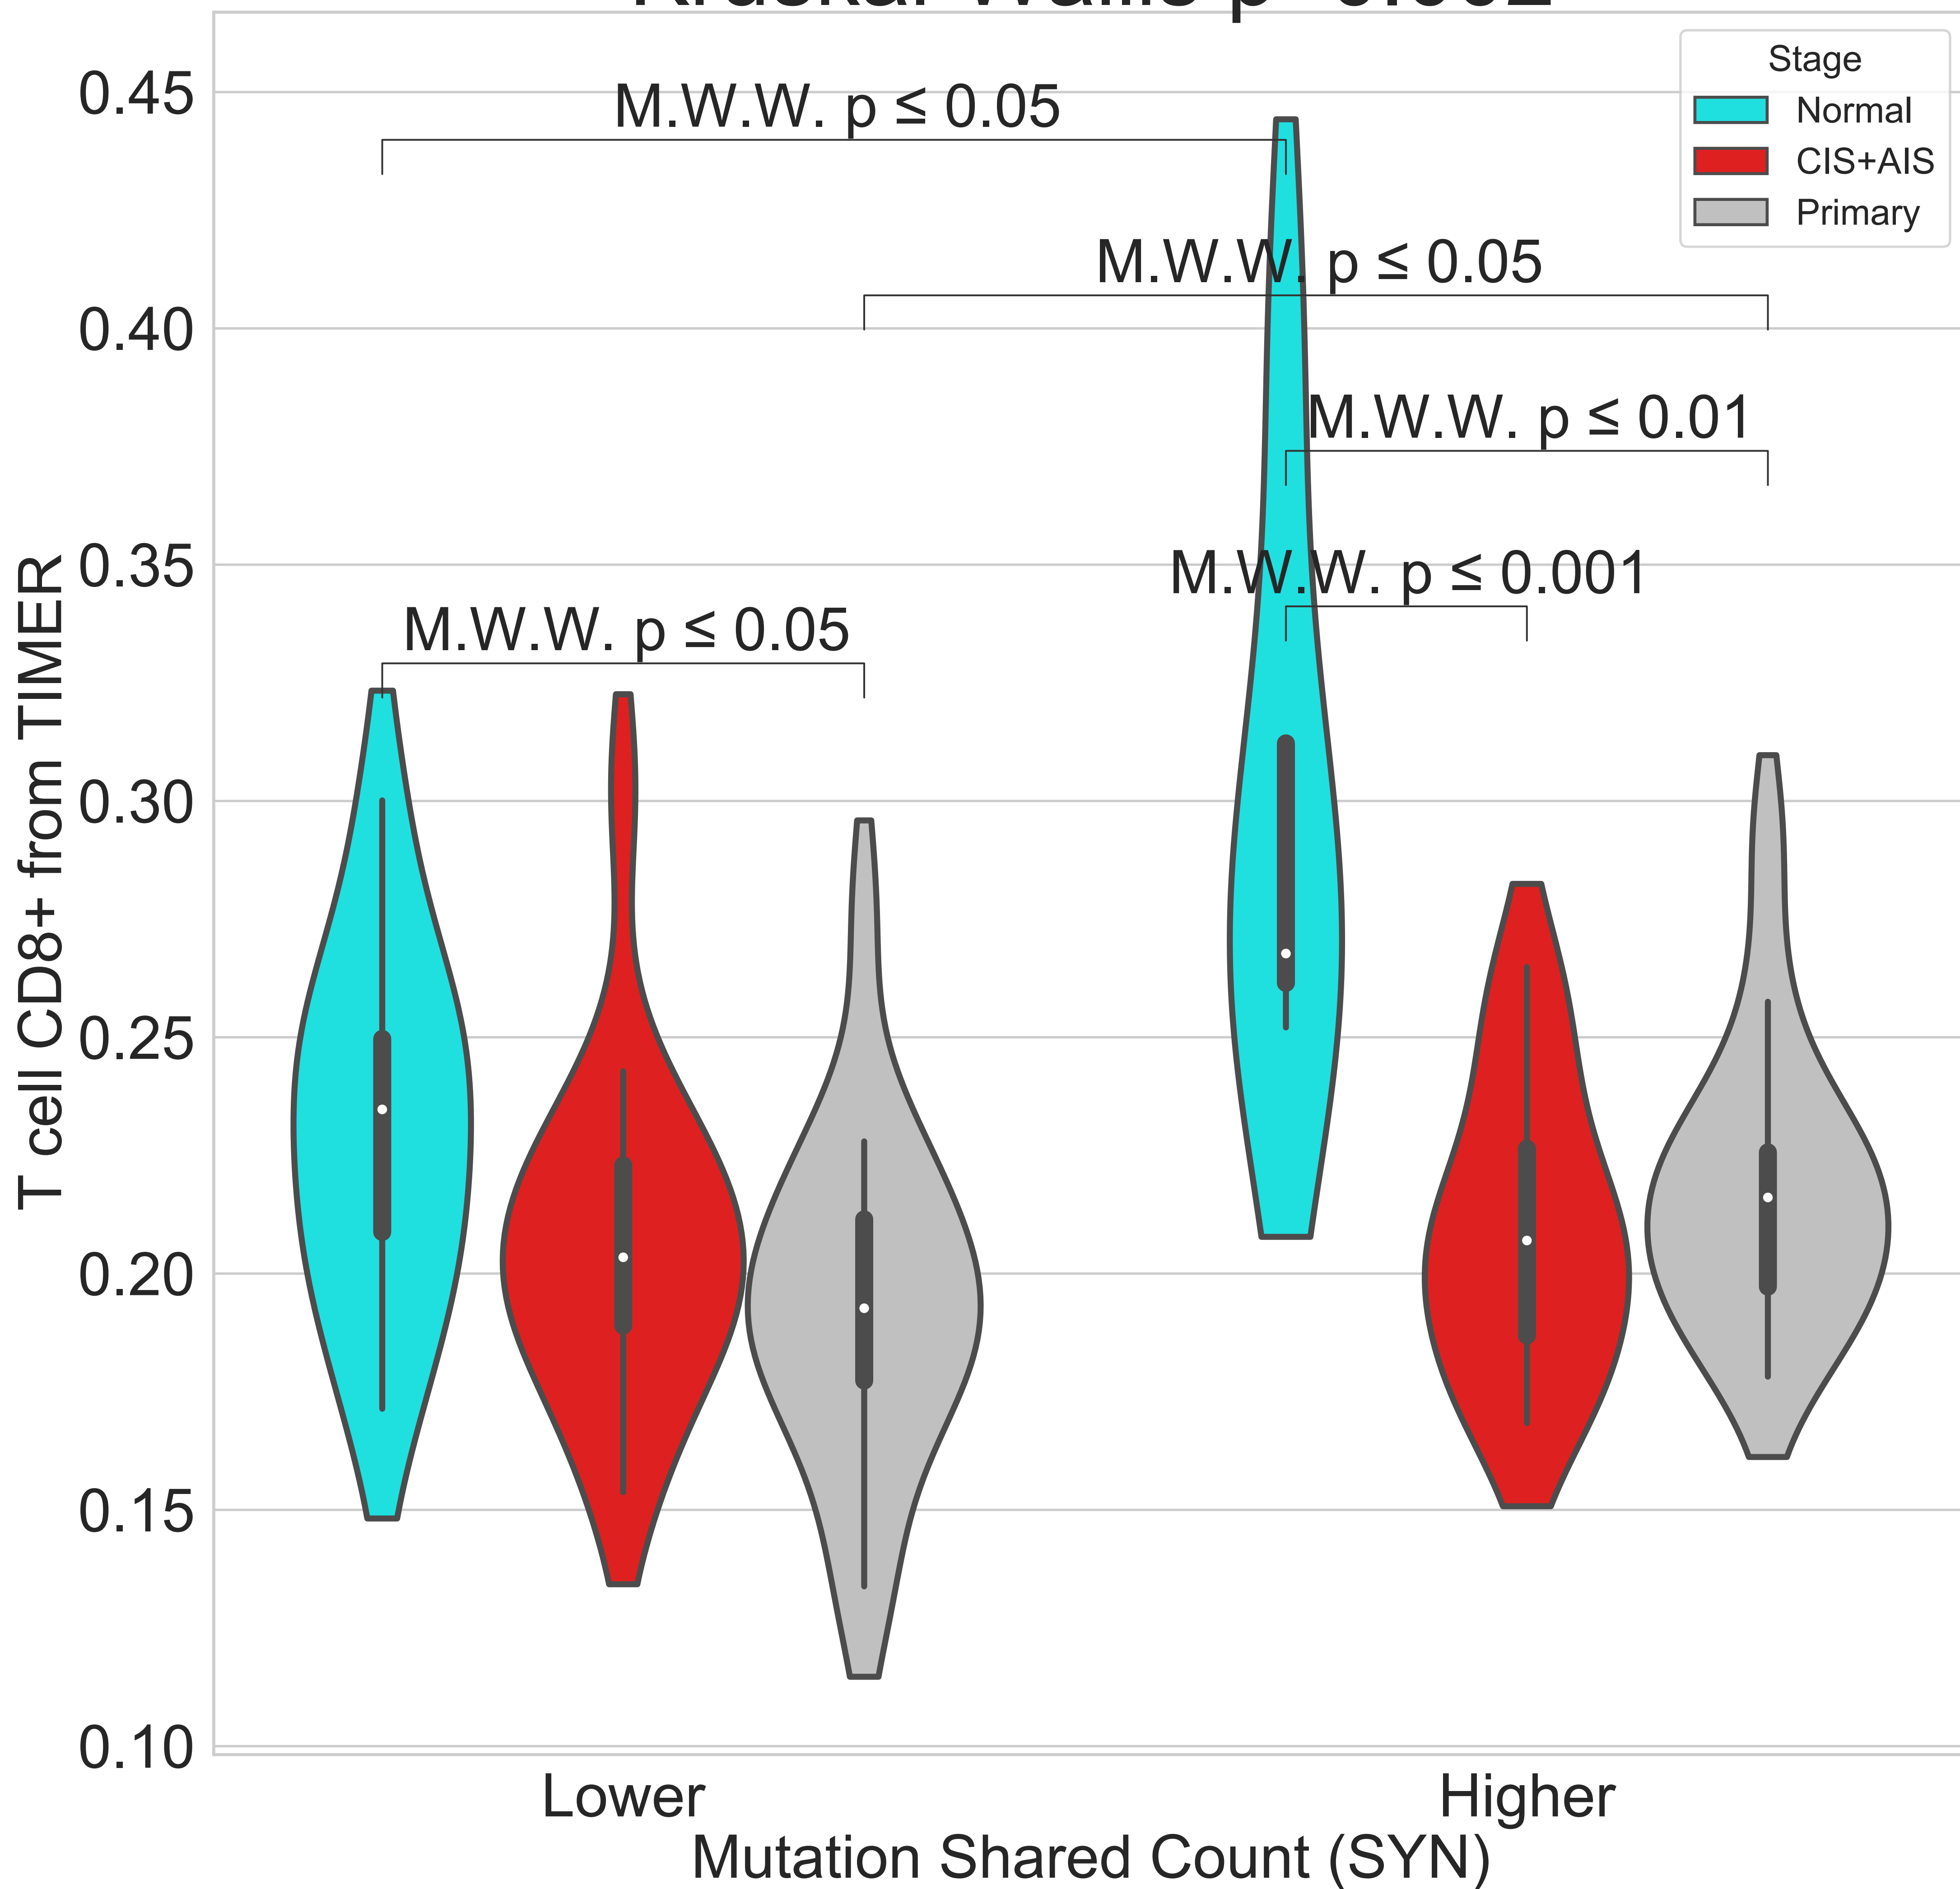 0.45
0.40
0.35
0.30
0.25
0.20
0.15
0.10
T cell CD8+ from TIMER
M.W.W. p ≤ 0.05
M.W.W. p ≤ 0.05
M.W.W. p ≤ 0.01
M.W.W. p ≤ 0.001
M.W.W. p ≤ 0.05
Stage
Normal
CIS+AIS
Primary
Lower
Higher
Mutation Shared Count (SYN)